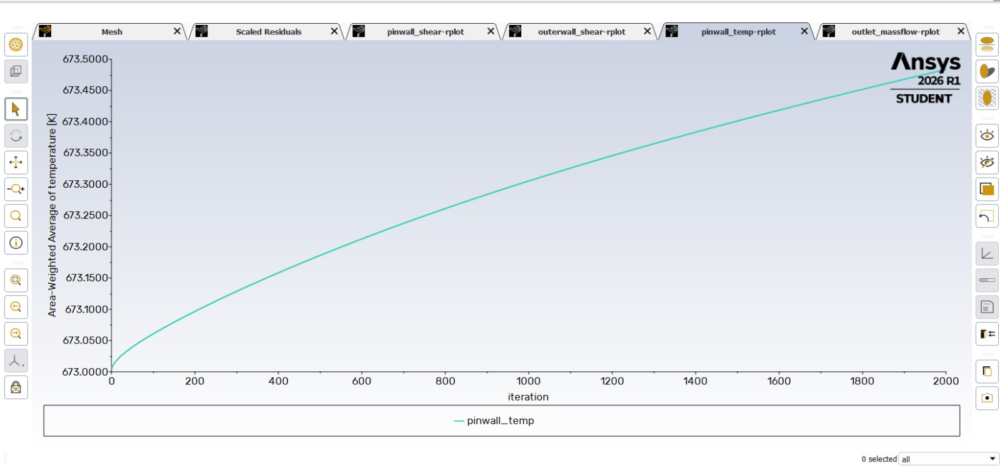 Mesh
Scaled Residuals
pinwall_shear-rplot
outerwall_shear-rplot
pinwall_temp-rplot
outlet_massflow-rplot
Ansys
2026 R1
STUDENT
Area-Weighted Average of temperature [K]
673.5000
673.4500
673.4000
673.3500
673.3000
673.2500
673.2000
673.1500
673.1000
673.0500
673.0000
0 200 400 600 800 1000 1200 1400 1600 1800 2000
iteration
pinwall_temp
0 selected all